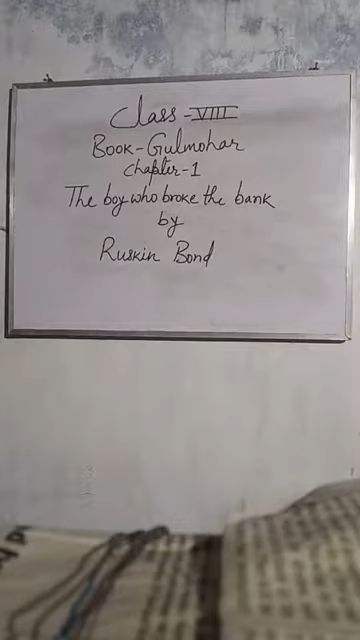 Class - VIII
Book - Gulmohar
Chapter - 1
The boy who broke the bank
by
Ruskin Bond